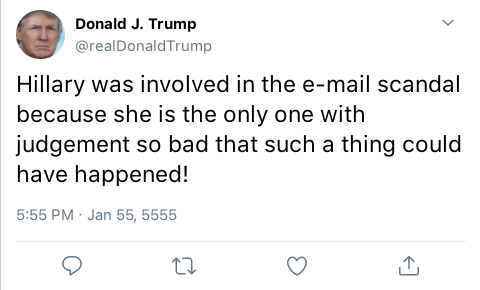 Donald J. Trump
@realDonaldTrump
Hillary was involved in the e-mail scandal
because she is the only one with
judgement so bad that such a thing could
have happened!
5:55 PM · Jan 55, 5555